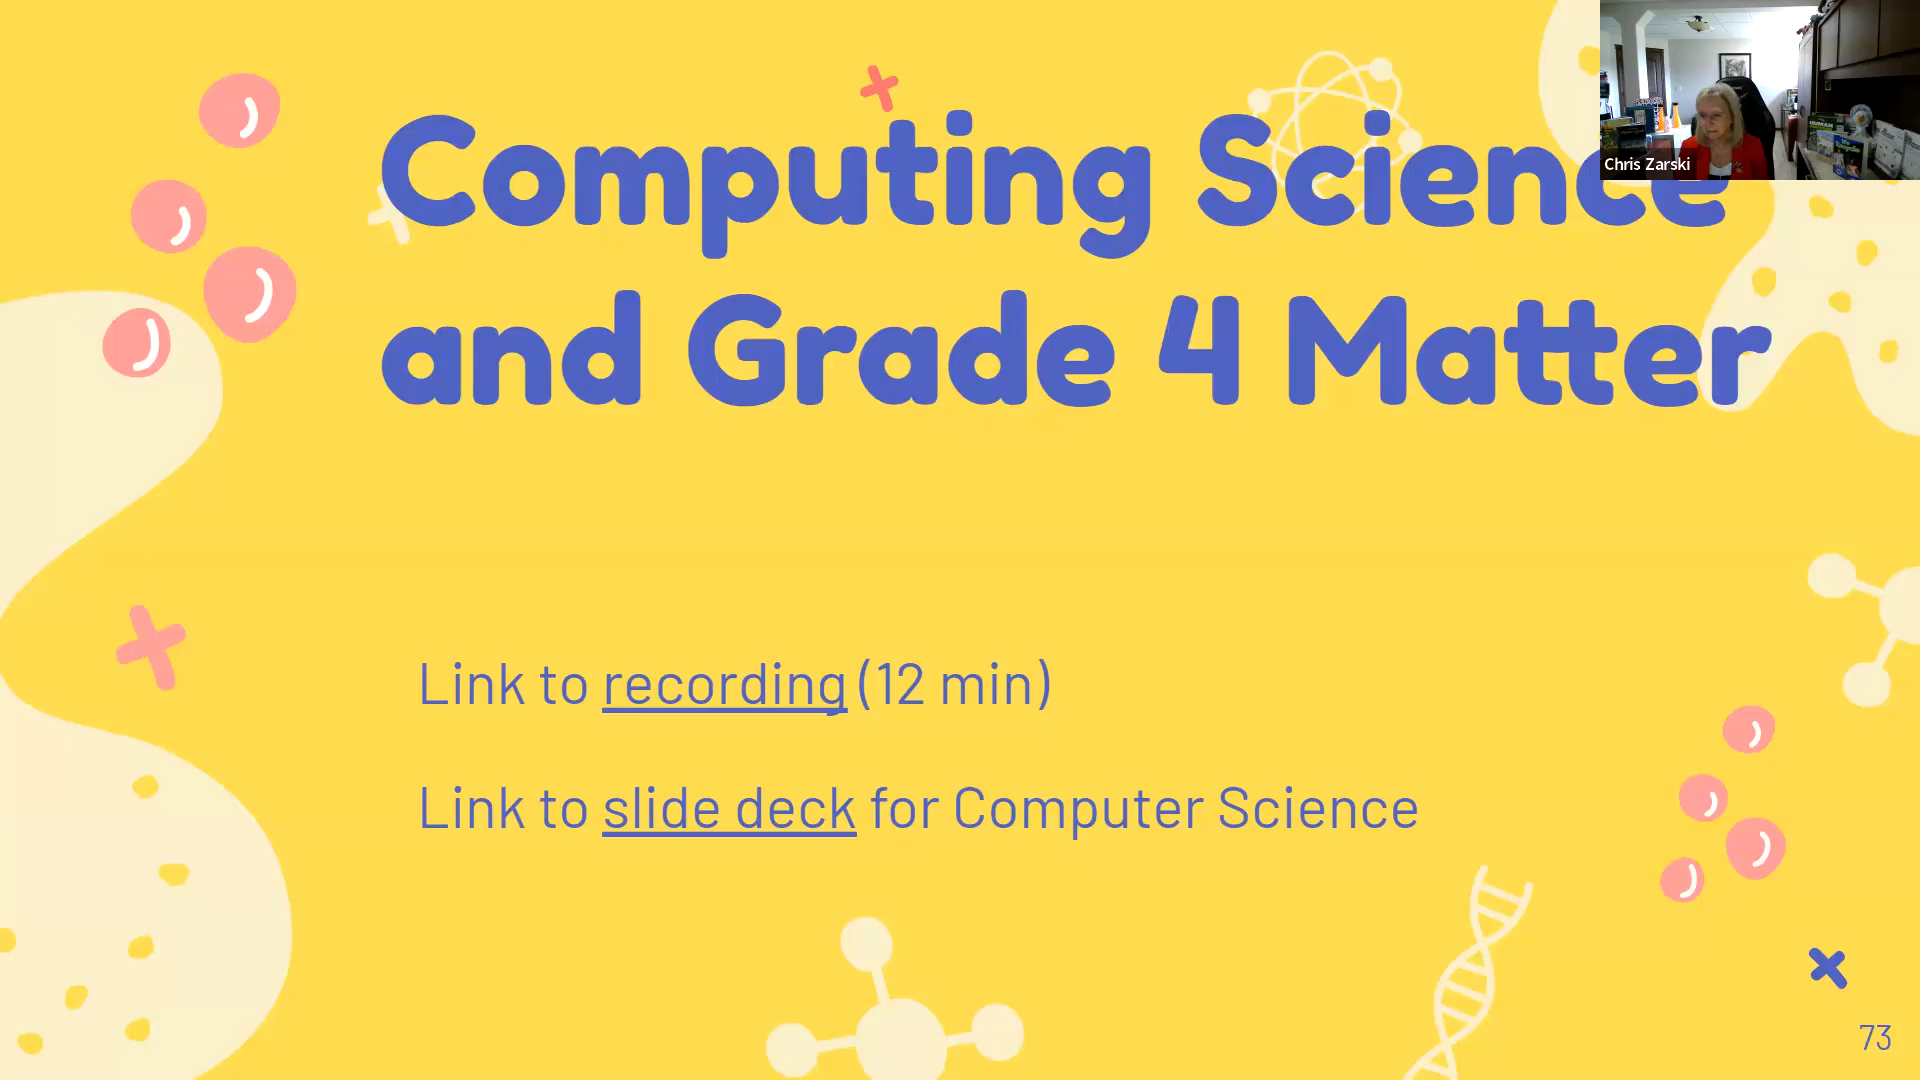 Computing Science
and Grade 4 Matter
Chris Zarski
Link to recording (12 min)
Link to slide deck for Computer Science
73